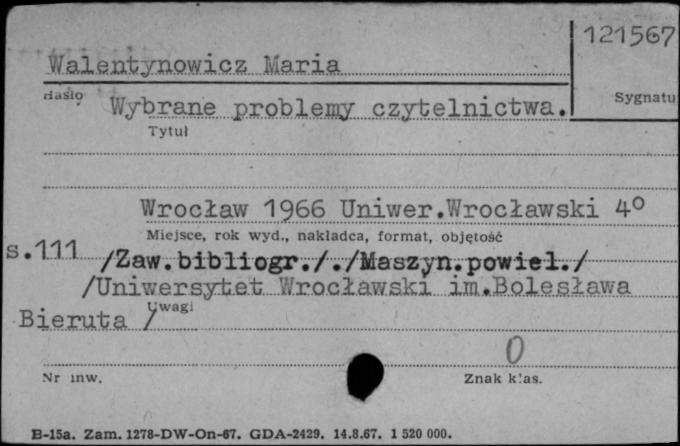 121567
Walentynowicz Maria
Hasło
Sygnatu
Wybrane problemy czytelnictwa.
Tytuł
Wrocław 1966 Uniwer.Wrocławski 4º
Miejsce, rok wyd., nakładca, format, objętość
s.111 /Zaw.bibliogr./ ./Maszyn.powiel./
/Uniwersytet Wrocławski im.Bolesława
Uwagi
Bieruta /
0
Nr inw.
Znak klas.
B-15a. Zam. 1278-DW-On-67. GDA-2429. 14.8.67. 1 520 000.